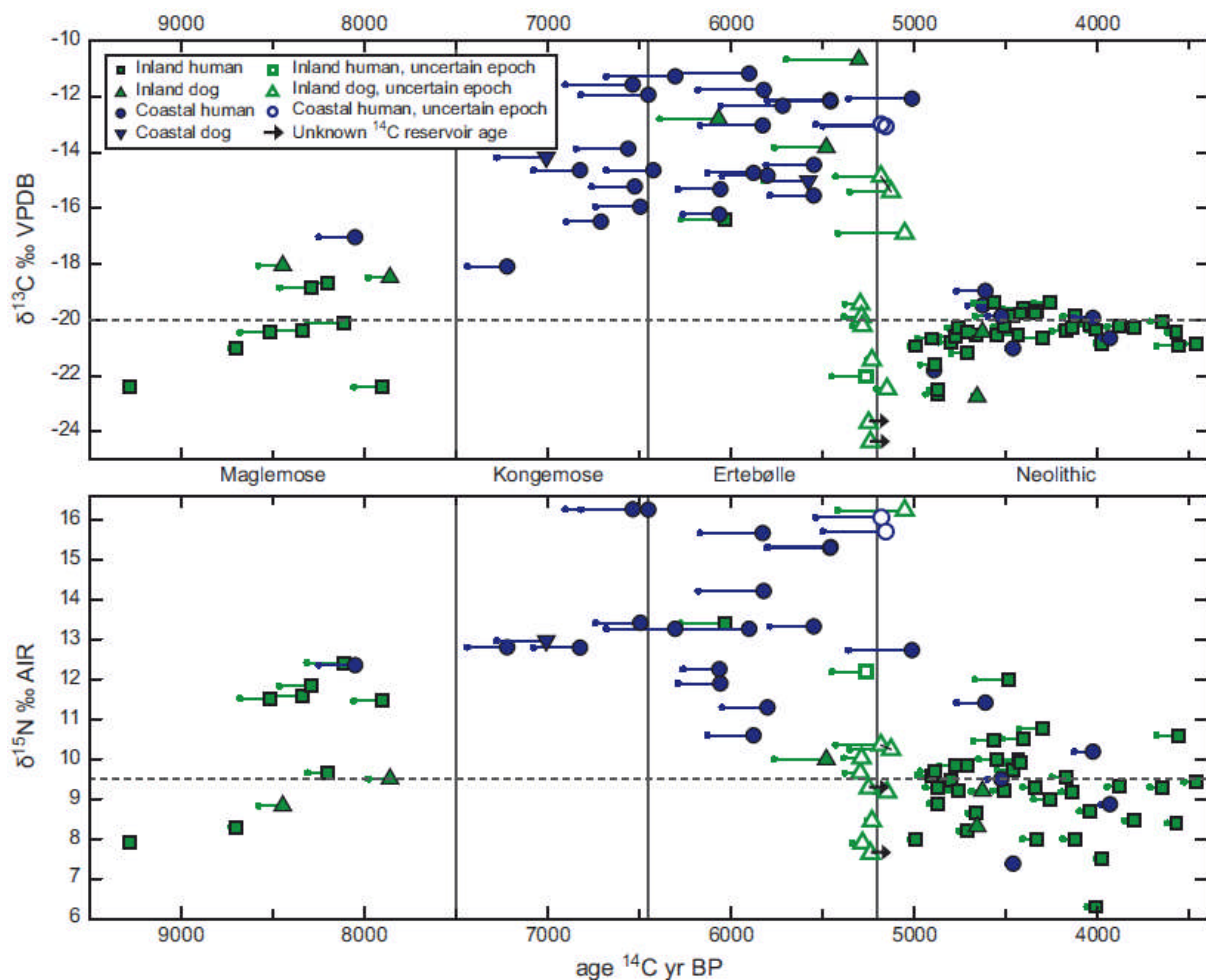 9000 8000 7000 6000 5000 4000
-10
-12
-14
-16
-18
-20
-22
-24
δ13C ‰ VPDB
Inland human
Inland dog
Coastal human
Coastal dog
Inland human, uncertain epoch
Inland dog, uncertain epoch
Coastal human, uncertain epoch
Unknown 14C reservoir age
Maglemose Kongemose Ertebølle Neolithic
16
15
14
13
12
11
10
9
8
7
6
δ15N ‰ AIR
9000 8000 7000 6000 5000 4000
age 14C yr BP